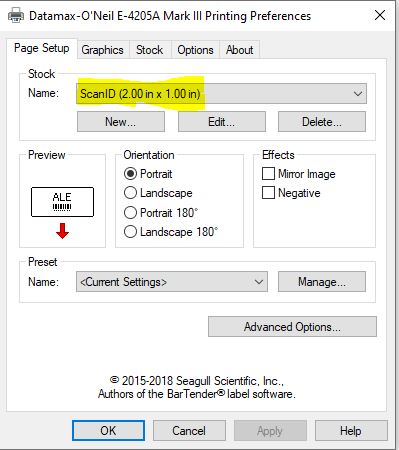 Datamax-O'Neil E-4205A Mark III Printing Preferences
Page Setup Graphics Stock Options About
Stock
Name: ScanID (2.00 in x 1.00 in)
New... Edit... Delete...
Preview Orientation Effects
Portrait Mirror Image
ALE Landscape Negative
Portrait 180°
Landscape 180°
Preset
Name: <Current Settings> Manage...
Advanced Options...
© 2015-2018 Seagull Scientific, Inc.,
Authors of the BarTender® label software.
OK Cancel Apply Help